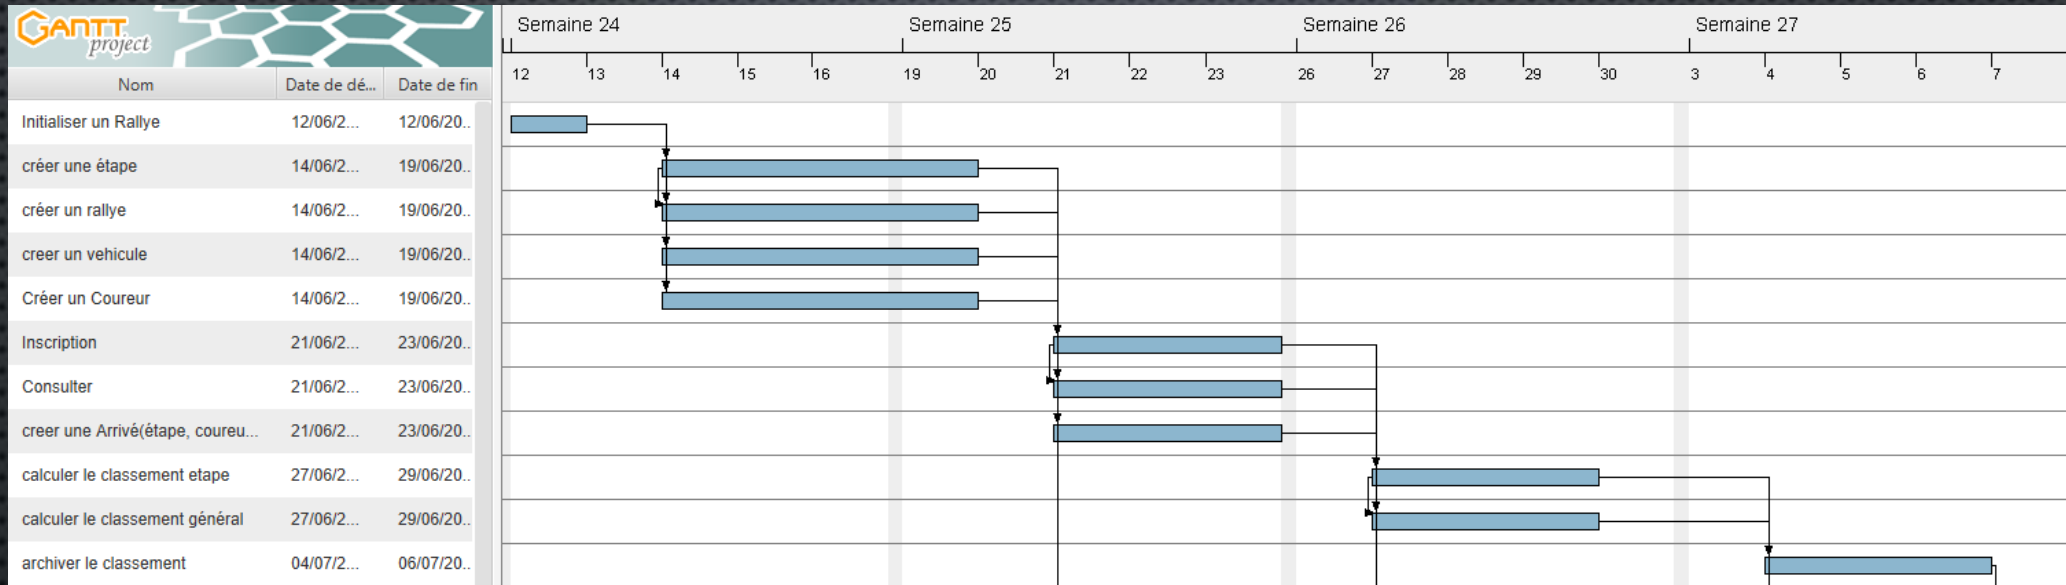 GANTT project
Semaine 24 Semaine 25 Semaine 26 Semaine 27
12 13 14 15 16 19 20 21 22 23 26 27 28 29 30 3 4 5 6 7
Nom Date de dé... Date de fin
Initialiser un Rallye 12/06/2... 12/06/20..
créer une étape 14/06/2... 19/06/20..
créer un rallye 14/06/2... 19/06/20..
creer un vehicule 14/06/2... 19/06/20..
Créer un Coureur 14/06/2... 19/06/20..
Inscription 21/06/2... 23/06/20..
Consulter 21/06/2... 23/06/20..
creer une Arrivé(étape, coureu... 21/06/2... 23/06/20..
calculer le classement etape 27/06/2... 29/06/20..
calculer le classement général 27/06/2... 29/06/20..
archiver le classement 04/07/2... 06/07/20..